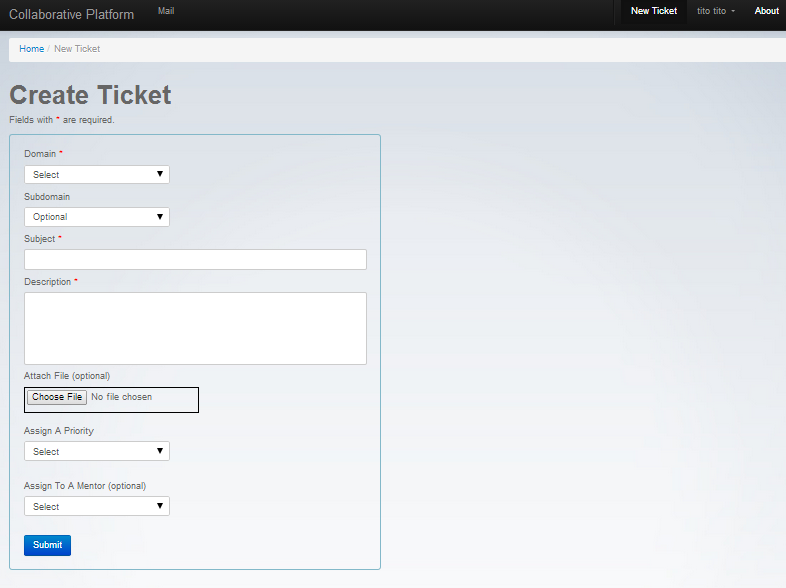 Collaborative Platform Mail New Ticket tito tito About
Home / New Ticket
Create Ticket
Fields with * are required.
Domain *
Select
Subdomain
Optional
Subject *
Description *
Attach File (optional)
Choose File No file chosen
Assign A Priority
Select
Assign To A Mentor (optional)
Select
Submit